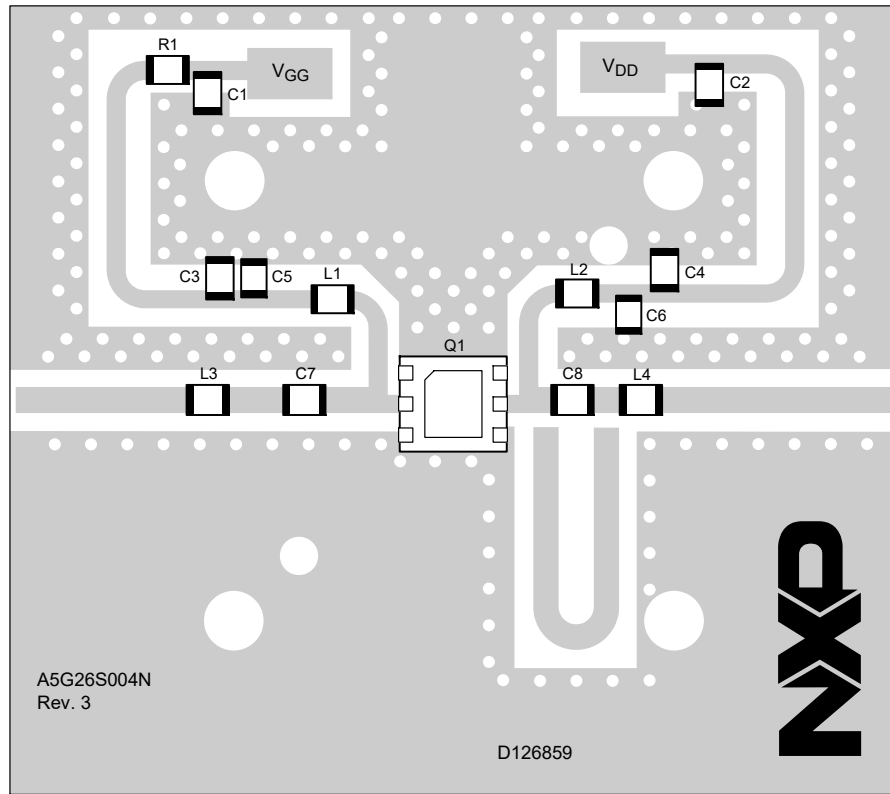 R1
C1
VGG
VDD
C2
C3
C5
L1
L2
C4
C6
Q1
L3
C7
C8
L4
NXP
A5G26S004N
Rev. 3
D126859